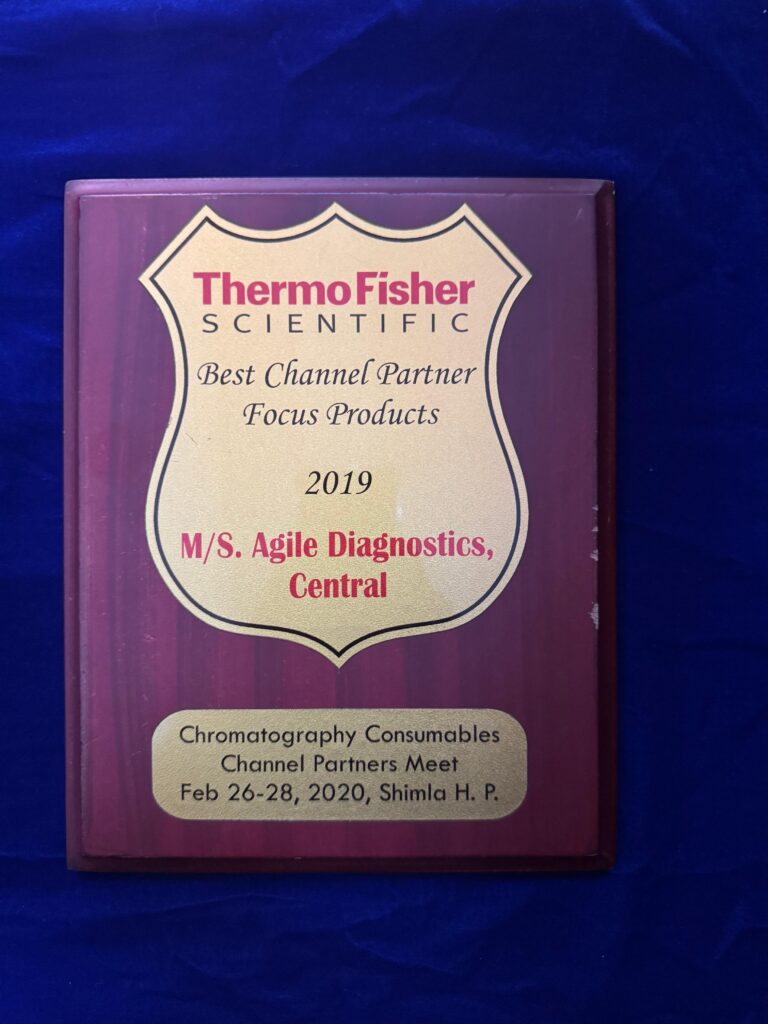 ThermoFisher
SCIENTIFIC
Best Channel Partner
Focus Products
2019
M/S. Agile Diagnostics,
Central
Chromatography Consumables
Channel Partners Meet
Feb 26-28, 2020, Shimla H. P.